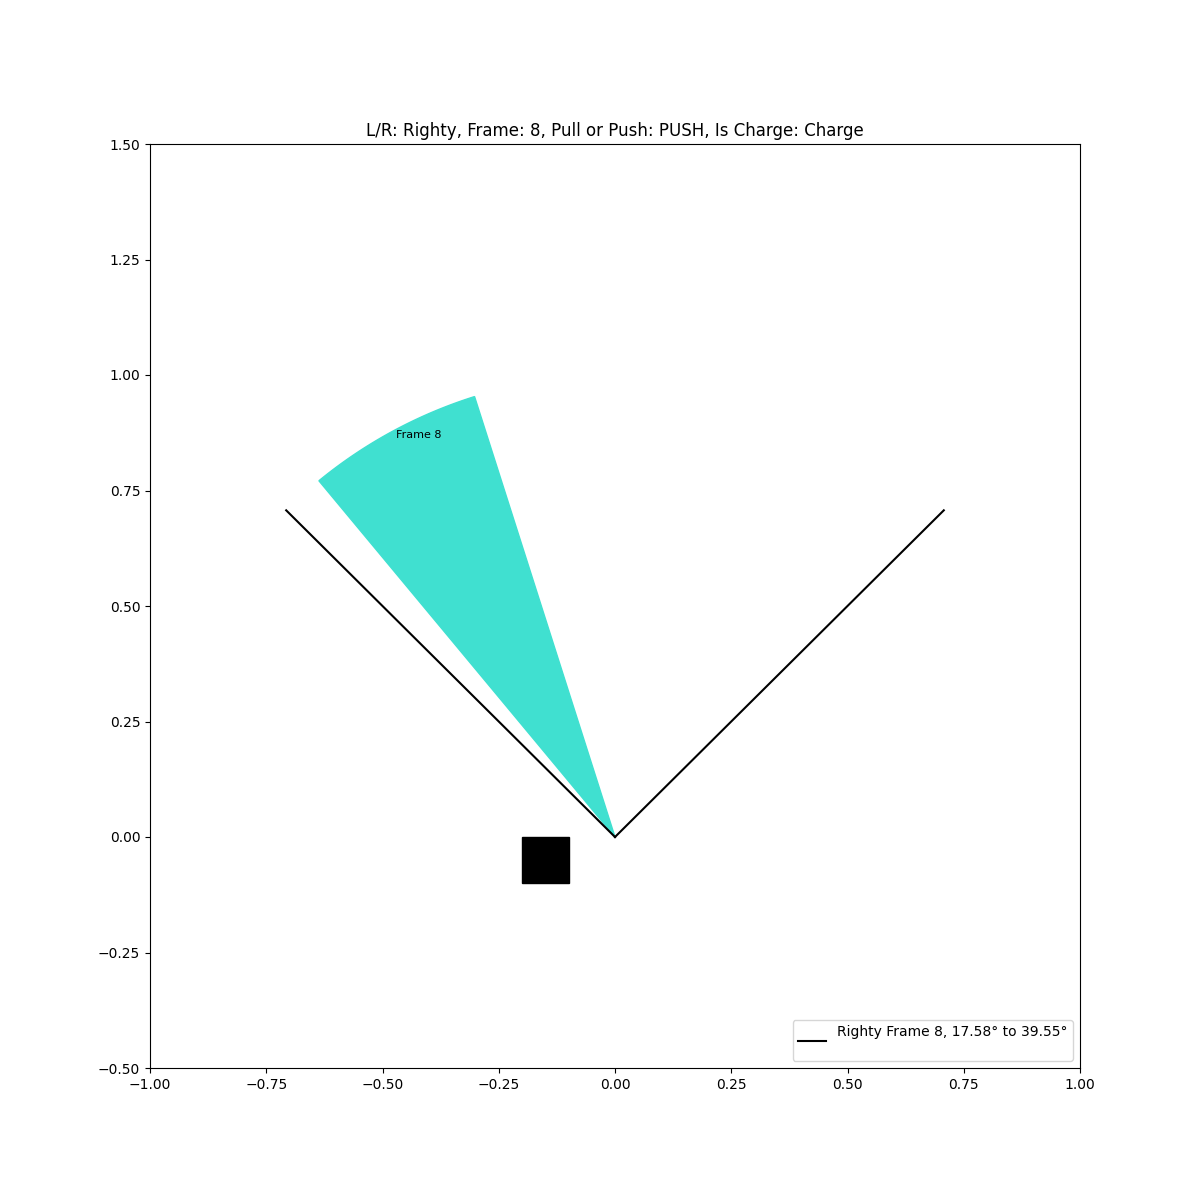 L/R: Righty, Frame: 8, Pull or Push: PUSH, Is Charge: Charge
1.50
1.25
1.00
Frame 8
0.75
0.50
0.25
0.00
−0.25
Righty Frame 8, 17.58° to 39.55°
−0.50
−1.00 −0.75 −0.50 −0.25 0.00 0.25 0.50 0.75 1.00